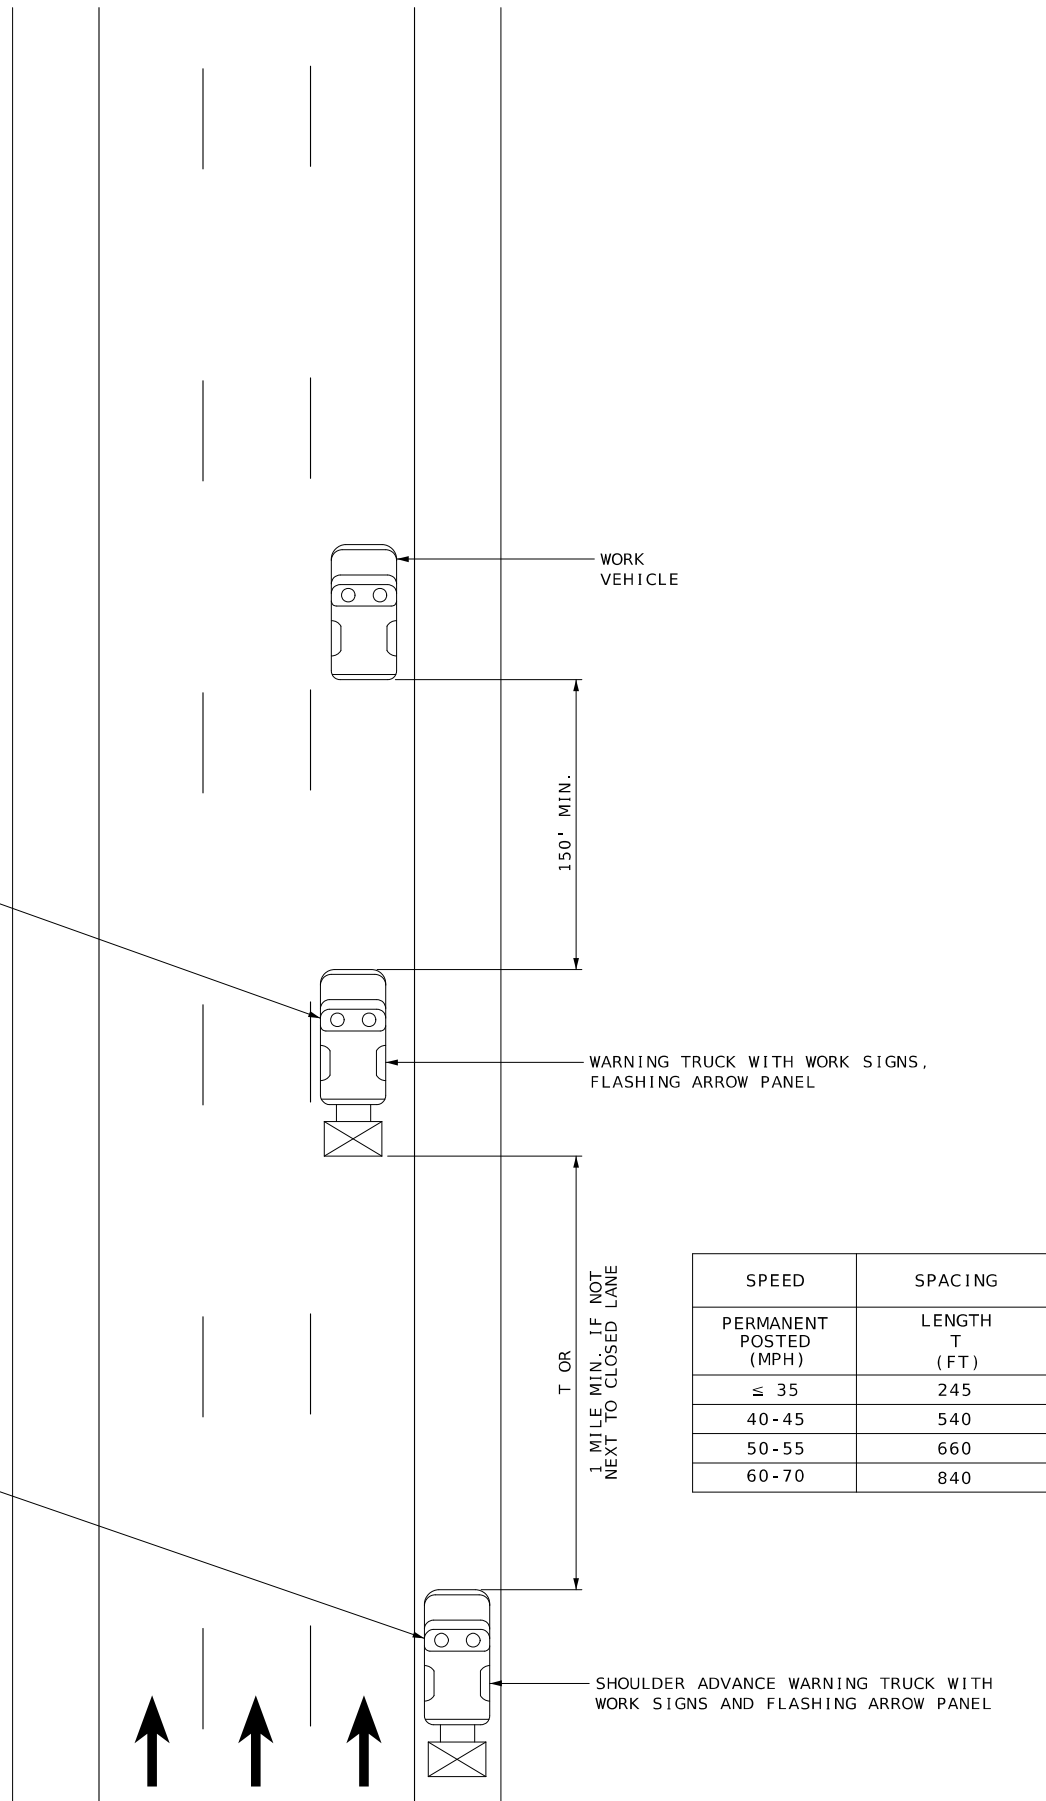 WORK
VEHICLE
150' MIN.
WARNING TRUCK WITH WORK SIGNS,
FLASHING ARROW PANEL
T OR
1 MILE MIN. IF NOT
NEXT TO CLOSED LANE
SPEED SPACING
PERMANENT
POSTED
(MPH)
LENGTH
T
(FT)
≤ 35 245
40-45 540
50-55 660
60-70 840
SHOULDER ADVANCE WARNING TRUCK WITH
WORK SIGNS AND FLASHING ARROW PANEL